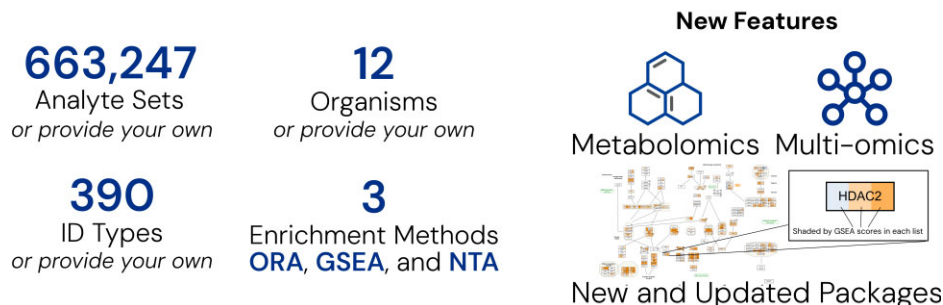 663,247
Analyte Sets
or provide your own
12
Organisms
or provide your own
390
ID Types
or provide your own
3
Enrichment Methods
ORA, GSEA, and NTA
New Features
Metabolomics
Multi-omics
HDAC2
Shaded by GSEA scores in each list
New and Updated Packages